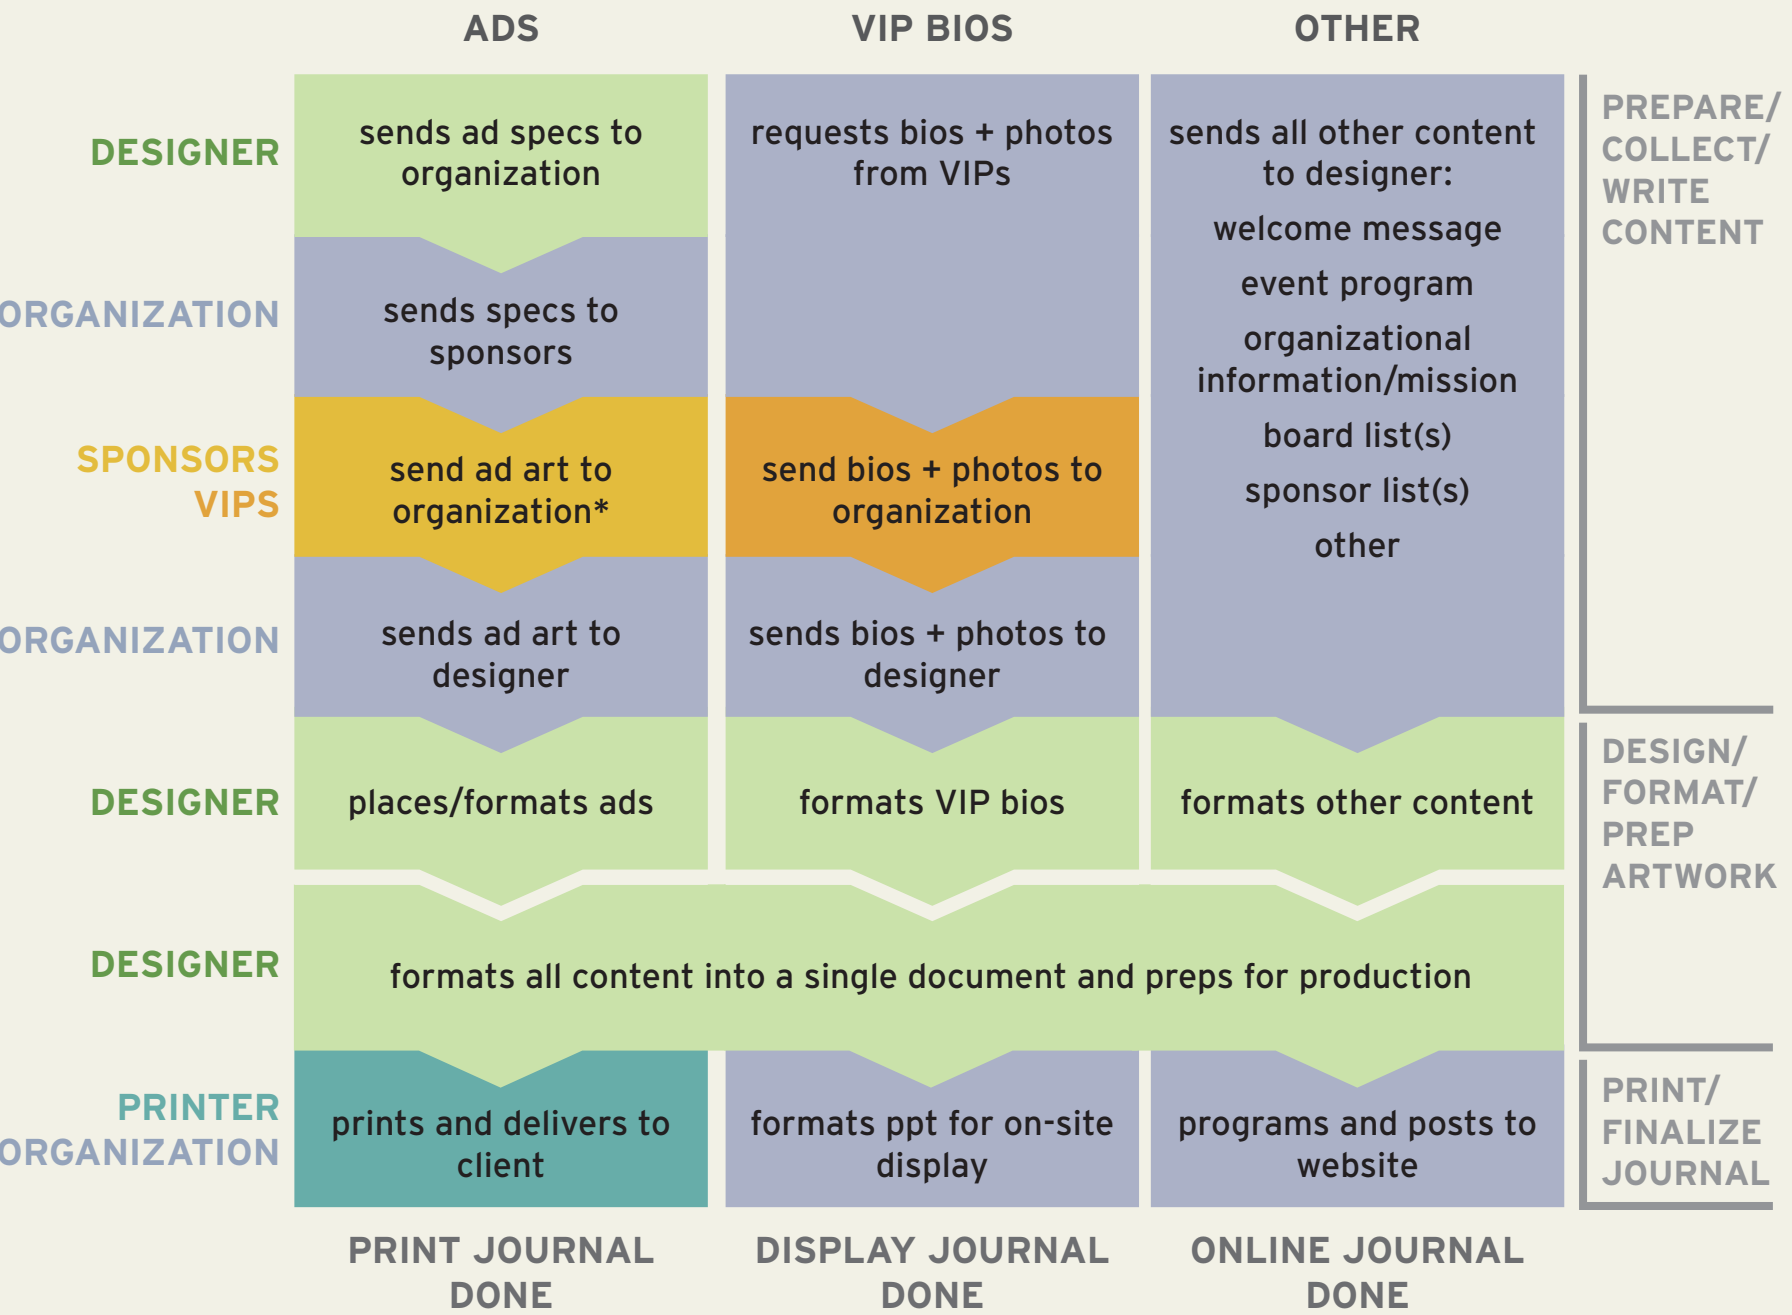 ADS
VIP BIOS
OTHER
DESIGNER
sends ad specs to
organization
requests bios + photos
from VIPs
sends all other content
to designer:
welcome message
event program
organizational
information/mission
board list(s)
sponsor list(s)
other
PREPARE/
COLLECT/
WRITE
CONTENT
ORGANIZATION
sends specs to
sponsors
SPONSORS
VIPS
send ad art to
organization*
send bios + photos to
organization
ORGANIZATION
sends ad art to
designer
sends bios + photos to
designer
DESIGNER
places/formats ads
formats VIP bios
formats other content
DESIGN/
FORMAT/
PREP
ARTWORK
DESIGNER
formats all content into a single document and preps for production
PRINTER
ORGANIZATION
prints and delivers to
client
formats ppt for on-site
display
programs and posts to
website
PRINT/
FINALIZE
JOURNAL
PRINT JOURNAL
DONE
DISPLAY JOURNAL
DONE
ONLINE JOURNAL
DONE